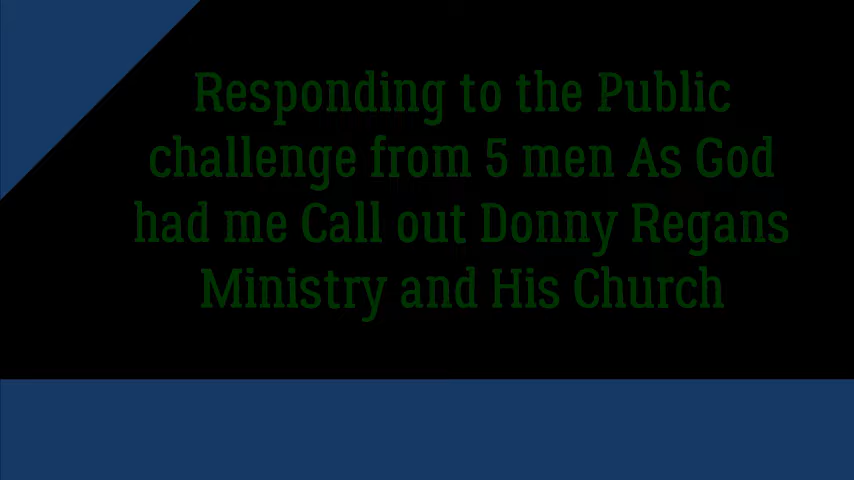 Responding to the Public
challenge from 5 men As God
had me Call out Donny Regans
Ministry and His Church